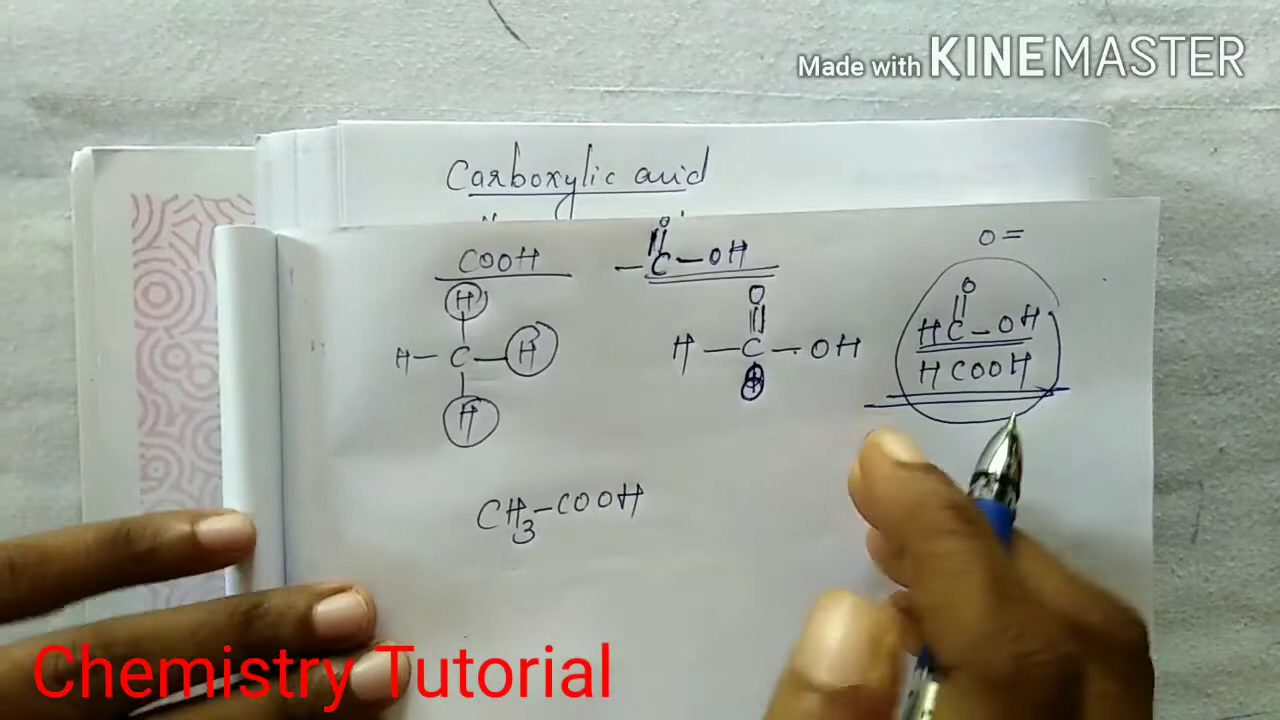 Made with KINEMASTER
Carboxylic acid
COOH
O
-C-OH
O=
H
H-C-H
H
O
H-C-OH
O
HC-OH
HCOOH
CH3-COOH
Chemistry Tutorial